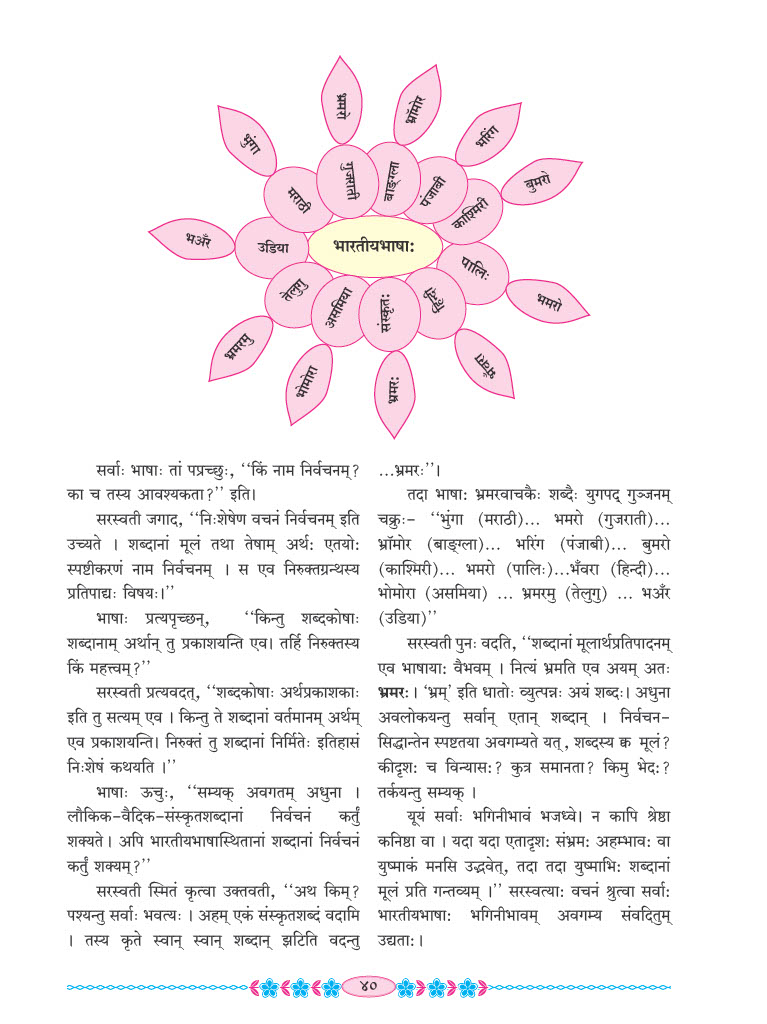 भ्रमरो
भ्रॉमोर
भरिंग
भुंगा
बुमरो
गुजराती
बाङ्ग्ला
पंजाबी
मराठी
काश्मिरी
भअँर
उडिया
भारतीयभाषाः
पालिः
भमरो
तेलुगु
असमिया
संस्कृतः
हिन्दी
भ्रमरमु
भोमोरा
भ्रमरः
भँवरा
सर्वाः भाषाः तां पप्रच्छुः, ‘‘किं नाम निर्वचनम्?
का च तस्य आवश्यकता?’’ इति।
सरस्वती जगाद, ‘‘निःशेषेण वचनं निर्वचनम् इति
उच्यते । शब्दानां मूलं तथा तेषाम् अर्थः एतयोः
स्पष्टीकरणं नाम निर्वचनम् । स एव निरुक्तग्रन्थस्य
प्रतिपाद्यः विषयः।’’
भाषाः प्रत्यपृच्छन्, ‘‘किन्तु शब्दकोषाः
शब्दानाम् अर्थान् तु प्रकाशयन्ति एव। तर्हि निरुक्तस्य
किं महत्त्वम्?’’
सरस्वती प्रत्यवदत्, ‘‘शब्दकोषाः अर्थप्रकाशकाः
इति तु सत्यम् एव । किन्तु ते शब्दानां वर्तमानम् अर्थम्
एव प्रकाशयन्ति। निरुक्तं तु शब्दानां निर्मितेः इतिहासं
निःशेषं कथयति ।’’
भाषाः ऊचुः, ‘‘सम्यक् अवगतम् अधुना ।
लौकिक-वैदिक-संस्कृतशब्दानां निर्वचनं कर्तुं
शक्यते। अपि भारतीयभाषास्थितानां शब्दानां निर्वचनं
कर्तुं शक्यम्?’’
सरस्वती स्मितं कृत्वा उक्तवती, ‘‘अथ किम्?
पश्यन्तु सर्वाः भवत्यः । अहम् एकं संस्कृतशब्दं वदामि
। तस्य कृते स्वान् स्वान् शब्दान् झटिति वदन्तु
...भ्रमरः’’।
तदा भाषाः भ्रमरवाचकैः शब्दैः युगपद् गुञ्जनम्
चक्रुः- ‘‘भुंगा (मराठी)... भमरो (गुजराती)...
भ्रॉमोर (बाङ्ग्ला)... भरिंग (पंजाबी)... बुमरो
(काश्मिरी)... भमरो (पालिः)...भँवरा (हिन्दी)...
भोमोरा (असमिया) ... भ्रमरमु (तेलुगु) ... भअँर
(उडिया)’’
सरस्वती पुनः वदति, ‘‘शब्दानां मूलार्थप्रतिपादनम्
एव भाषायाः वैभवम् । नित्यं भ्रमति एव अयम् अतः
भ्रमरः। ‘भ्रम्’ इति धातोः व्युत्पन्नः अयं शब्दः। अधुना
अवलोकयन्तु सर्वान् एतान् शब्दान् । निर्वचन-
सिद्धान्तेन स्पष्टतया अवगम्यते यत्, शब्दस्य क्व मूलं?
कीदृशः च विन्यासः? कुत्र समानता? किमु भेदः?
तर्कयन्तु सम्यक् ।
यूयं सर्वाः भगिनीभावं भजध्वे। न कापि श्रेष्ठा
कनिष्ठा वा । यदा यदा एतादृशः संभ्रमः अहम्भावः वा
युष्माकं मनसि उद्भवेत्, तदा तदा युष्माभिः शब्दानां
मूलं प्रति गन्तव्यम् ।’’ सरस्वत्याः वचनं श्रुत्वा सर्वाः
भारतीयभाषाः भगिनीभावम् अवगम्य संवदितुम्
उद्यताः।
४०